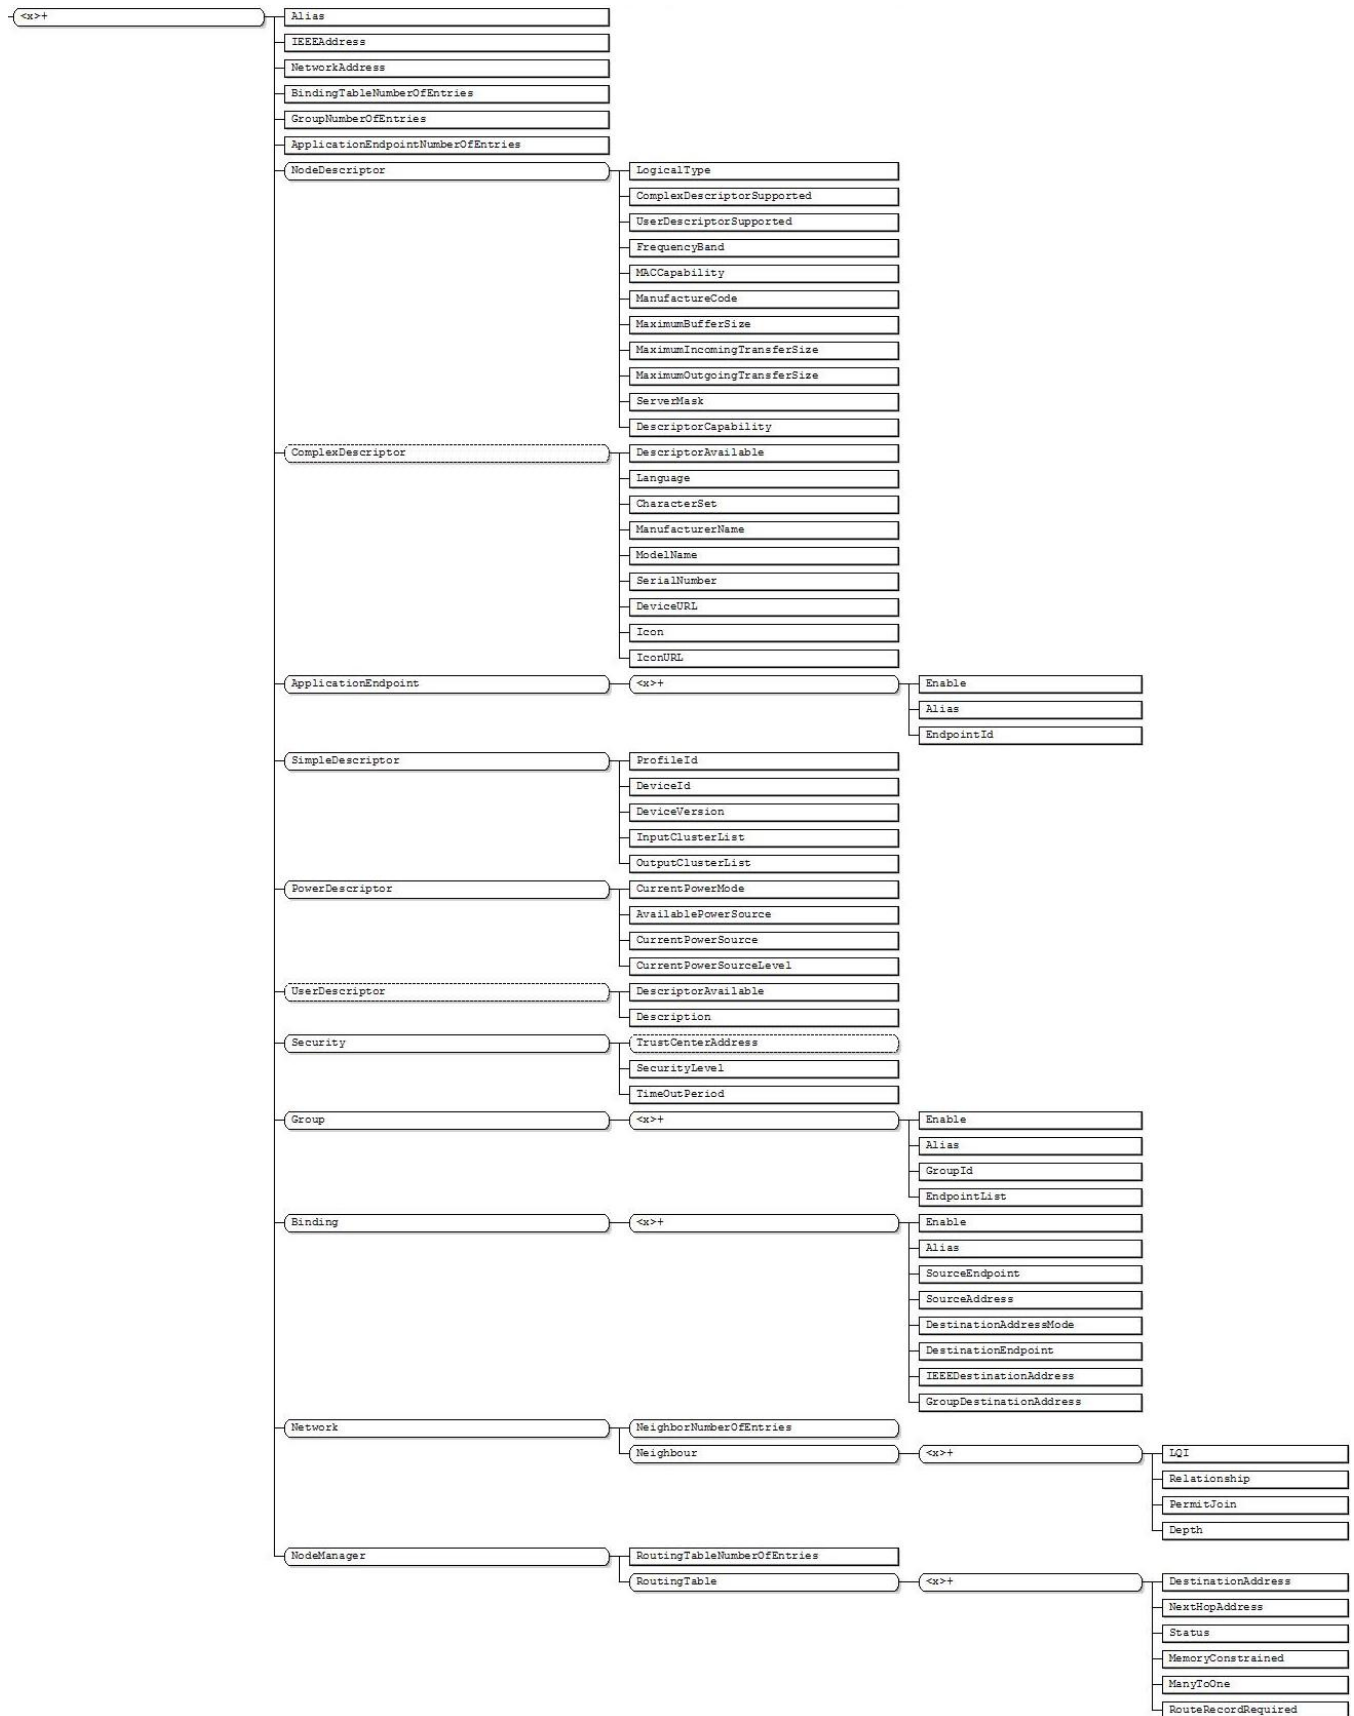 <x>+
Alias
IEEEAddress
NetworkAddress
BindingTableNumberOfEntries
GroupNumberOfEntries
ApplicationEndpointNumberOfEntries
NodeDescriptor
LogicalType
ComplexDescriptorSupported
UserDescriptorSupported
FrequencyBand
MACCapability
ManufactureCode
MaximumBufferSize
MaximumIncomingTransferSize
MaximumOutgoingTransferSize
ServerMask
DescriptorCapability
ComplexDescriptor
DescriptorAvailable
Language
CharacterSet
ManufacturerName
ModelName
SerialNumber
DeviceURL
Icon
IconURL
ApplicationEndpoint
<x>+
Enable
Alias
EndpointId
SimpleDescriptor
ProfileId
DeviceId
DeviceVersion
InputClusterList
OutputClusterList
PowerDescriptor
CurrentPowerMode
AvailablePowerSource
CurrentPowerSource
CurrentPowerSourceLevel
UserDescriptor
DescriptorAvailable
Description
Security
TrustCenterAddress
SecurityLevel
TimeOutPeriod
Group
<x>+
Enable
Alias
GroupId
EndpointList
Binding
<x>+
Enable
Alias
SourceEndpoint
SourceAddress
DestinationAddressMode
DestinationEndpoint
IEEEDestinationAddress
GroupDestinationAddress
Network
NeighborNumberOfEntries
Neighbour
<x>+
LQI
Relationship
PermitJoin
Depth
NodeManager
RoutingTableNumberOfEntries
RoutingTable
<x>+
DestinationAddress
NextHopAddress
Status
MemoryConstrained
ManyToOne
RouteRecordRequired